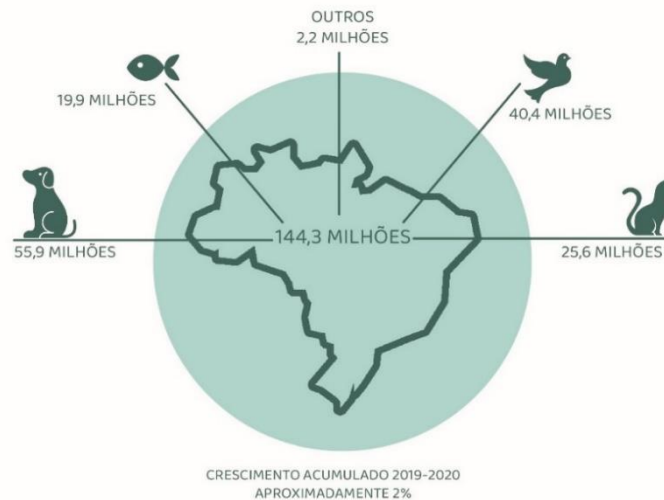 OUTROS
2,2 MILHÕES
19,9 MILHÕES
40,4 MILHÕES
144,3 MILHÕES
55,9 MILHÕES
25,6 MILHÕES
CRESCIMENTO ACUMULADO 2019-2020
APROXIMADAMENTE 2%